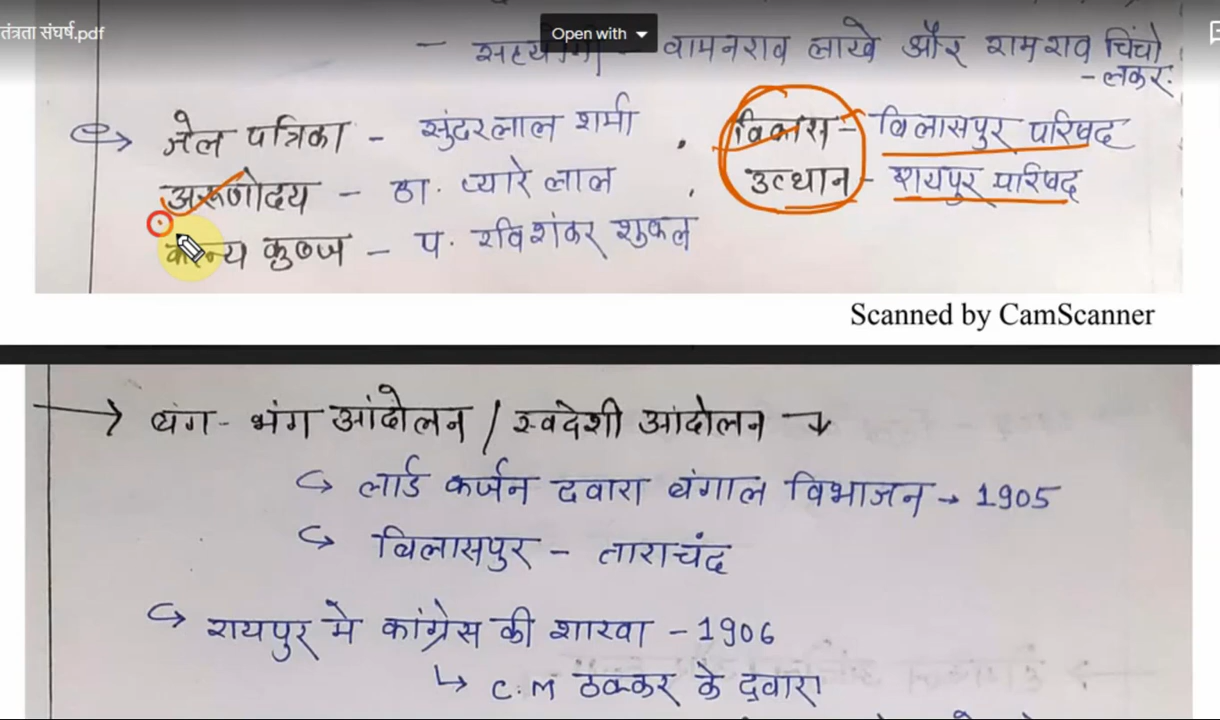 तंत्रता संघर्ष.pdf
Open with
- सहयोगी - वामनराव लाखे और रामराव चिंचो
- लकर:
जेल पत्रिका - सुंदरलाल शर्मा . विकास - बिलासपुर परिषद
अरूणोदय - ठा. प्यारे लाल . उत्थान - रायपुर परिषद
कान्य कुब्ज - प. रविशंकर शुक्ल
Scanned by CamScanner
→ बंग - भंग आंदोलन / स्वदेशी आंदोलन
लार्ड कर्जन दवारा बंगाल विभाजन → 1905
बिलासपुर - ताराचंद
रायपुर मे कांग्रेस की शाखा - 1906
C.M ठक्कर के द्वारा